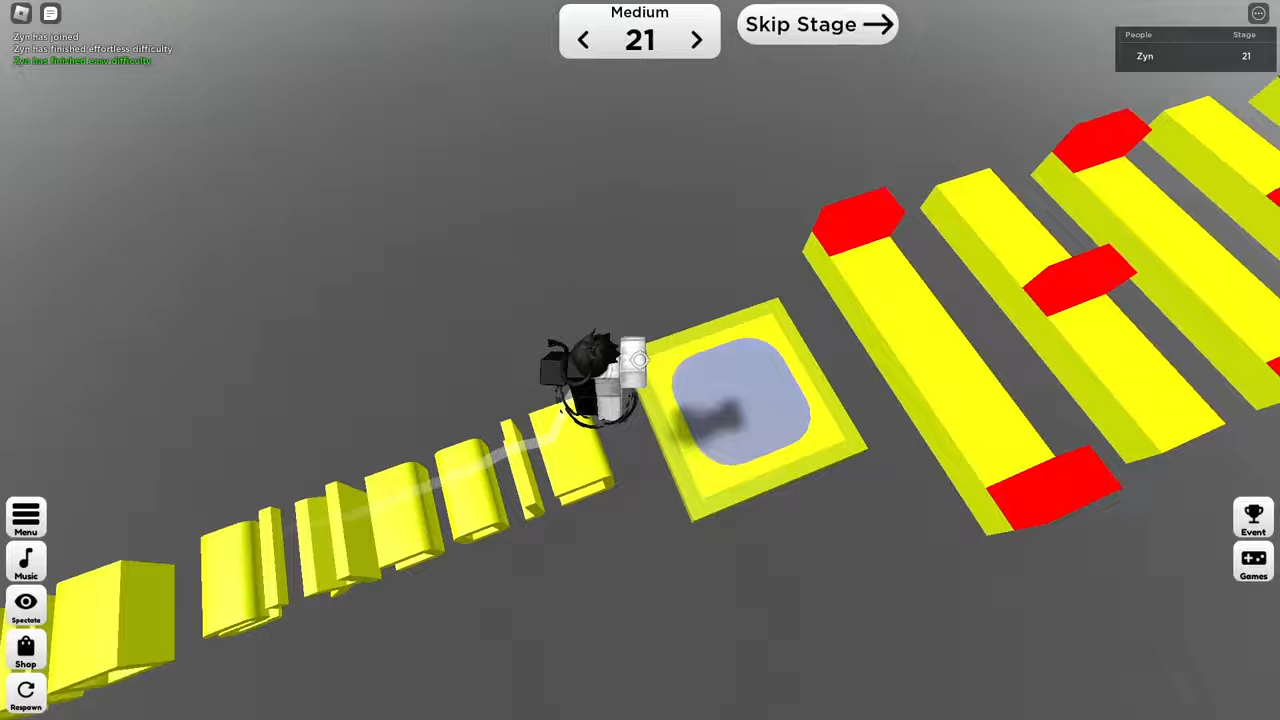 Medium
21
Skip Stage
Zyn has joined
Zyn has finished effortless difficulty
Zyn has finished easy difficulty
People Stage
Zyn 21
Menu
Music
Spectate
Shop
Respawn
Event
Games